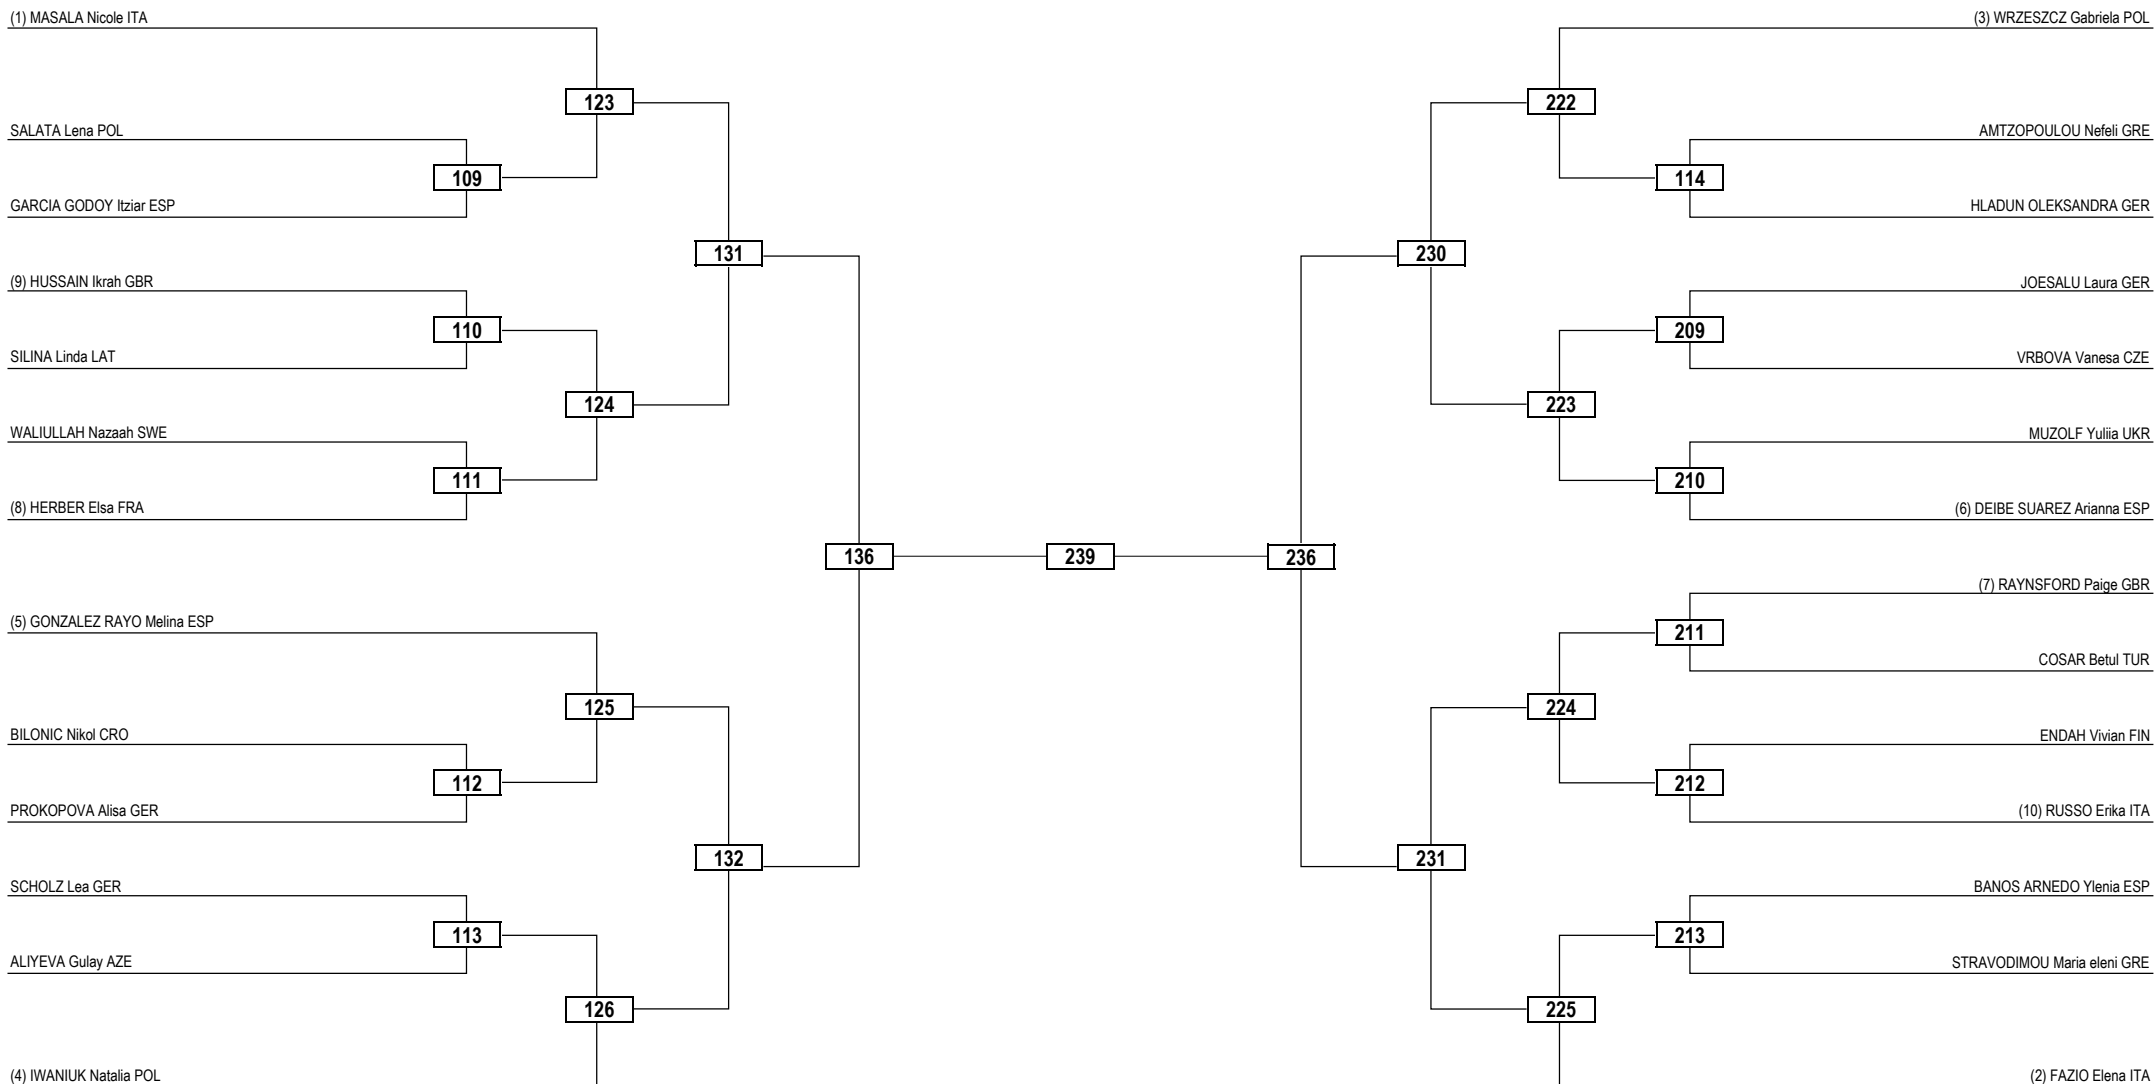 (1) MASALA Nicole ITA
(3) WRZESZCZ Gabriela POL
123
222
SALATA Lena POL
AMTZOPOULOU Nefeli GRE
109
114
GARCIA GODOY Itziar ESP
HLADUN OLEKSANDRA GER
131
230
(9) HUSSAIN Ikrah GBR
JOESALU Laura GER
110
209
SILINA Linda LAT
VRBOVA Vanesa CZE
124
223
WALIULLAH Nazaah SWE
MUZOLF Yuliia UKR
111
210
(8) HERBER Elsa FRA
(6) DEIBE SUAREZ Arianna ESP
136
239
236
(7) RAYNSFORD Paige GBR
(5) GONZALEZ RAYO Melina ESP
211
COSAR Betul TUR
125
224
BILONIC Nikol CRO
ENDAH Vivian FIN
112
212
PROKOPOVA Alisa GER
(10) RUSSO Erika ITA
132
231
SCHOLZ Lea GER
BANOS ARNEDO Ylenia ESP
113
213
ALIYEVA Gulay AZE
STRAVODIMOU Maria eleni GRE
126
225
(4) IWANIUK Natalia POL
(2) FAZIO Elena ITA